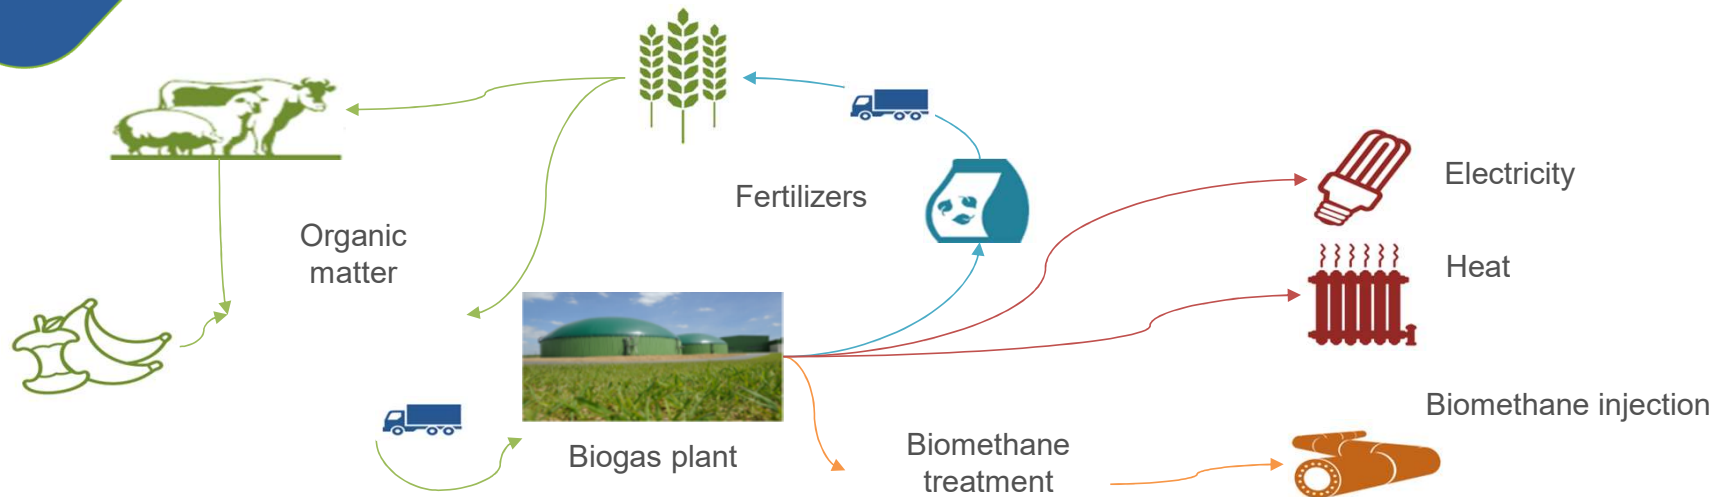 Electricity
Fertilizers
Organic
matter
Heat
Biomethane injection
Biogas plant
Biomethane
treatment